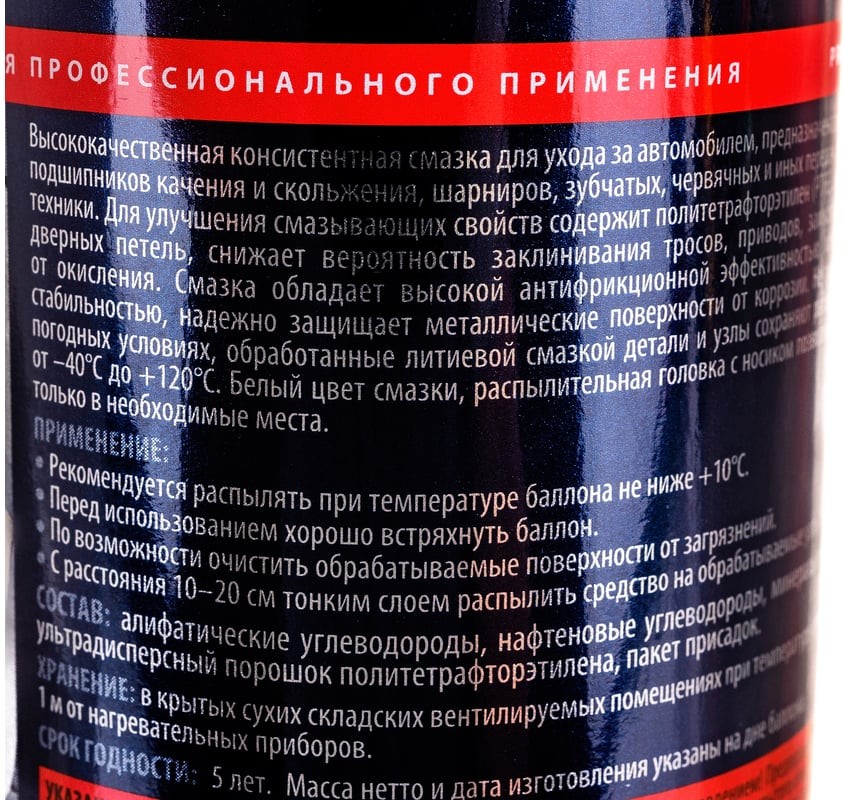 Я ПРОФЕССИОНАЛЬНОГО ПРИМЕНЕНИЯ
Высококачественная консистентная смазка для ухода за автомобилем,
подшипников качения и скольжения, шарниров, зубчатых, червячных и иных
техники. Для улучшения смазывающих свойств содержит политетрафторэтилен
дверных петель, снижает вероятность заклинивания тросов, приводов,
от окисления. Смазка обладает высокой антифрикционной
стабильностью, надежно защищает металлические поверхности от коррозии.
погодных условиях, обработанные литиевой смазкой детали и узлы сохраняют
от –40°C до +120°C. Белый цвет смазки, распылительная головка с носиком
только в необходимые места.
ПРИМЕНЕНИЕ:
• Рекомендуется распылять при температуре баллона не ниже +10°C.
• Перед использованием хорошо встряхнуть баллон.
• По возможности очистить обрабатываемые поверхности от загрязнений.
• С расстояния 10–20 см тонким слоем распылить средство на обрабатываемые
СОСТАВ: алифатические углеводороды, нафтеновые углеводороды,
ультрадисперсный порошок политетрафторэтилена, пакет присадок.
ХРАНЕНИЕ: в крытых сухих складских вентилируемых помещениях при
1 м от нагревательных приборов.
СРОК ГОДНОСТИ: 5 лет. Масса нетто и дата изготовления указаны на дне